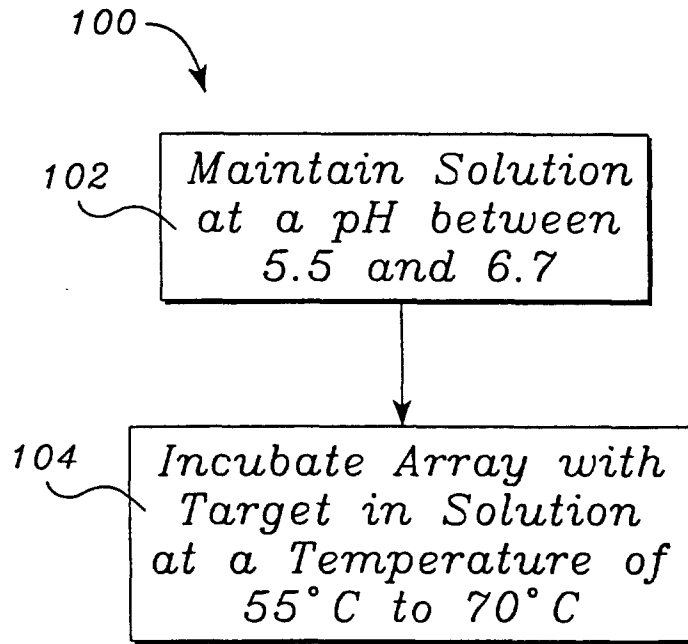 100
102
Maintain Solution
at a pH between
5.5 and 6.7
104
Incubate Array with
Target in Solution
at a Temperature of
55°C to 70°C